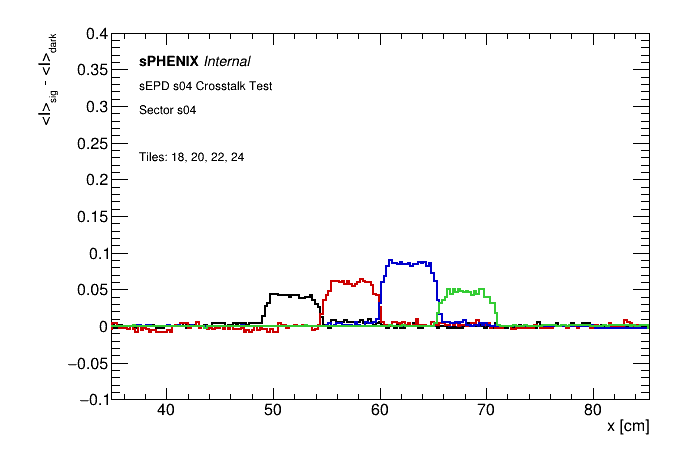 0.4
0.35
0.3
0.25
0.2
0.15
0.1
0.05
0
−0.05
−0.1
<I>sig - <I>dark
sPHENIX Internal
sEPD s04 Crosstalk Test
Sector s04
Tiles: 18, 20, 22, 24
40 50 60 70 80
x [cm]